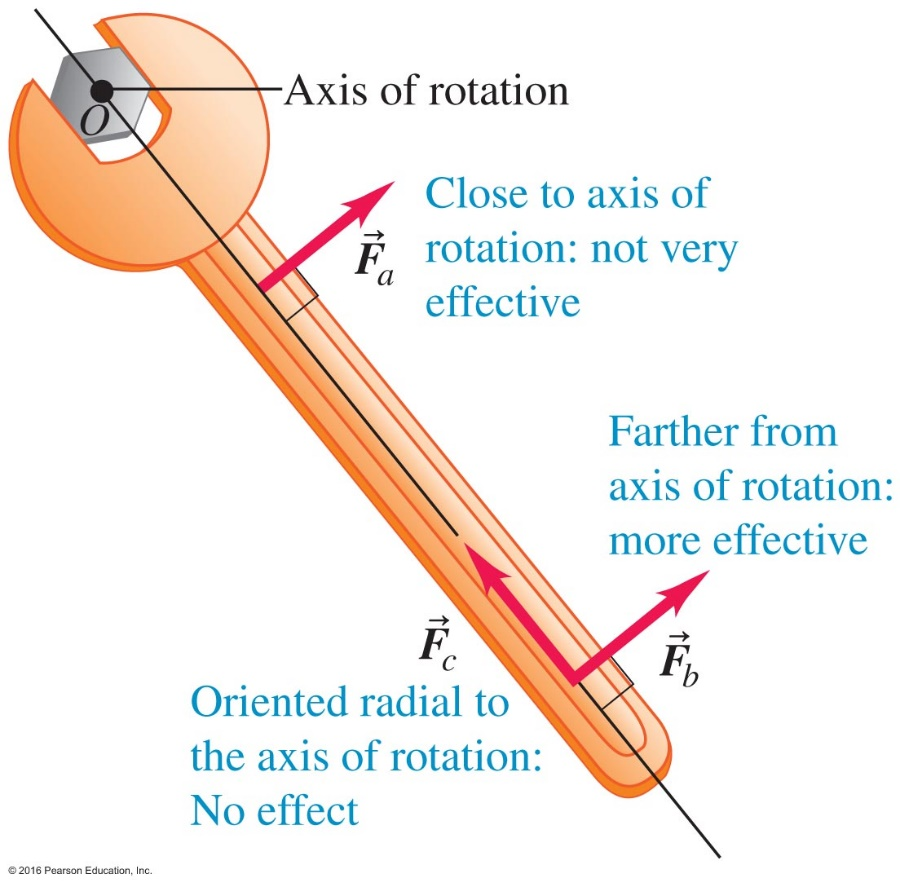 Axis of rotation
O
Close to axis of
rotation: not very
effective
F⃗a
Farther from
axis of rotation:
more effective
F⃗c
F⃗b
Oriented radial to
the axis of rotation:
No effect
© 2016 Pearson Education, Inc.